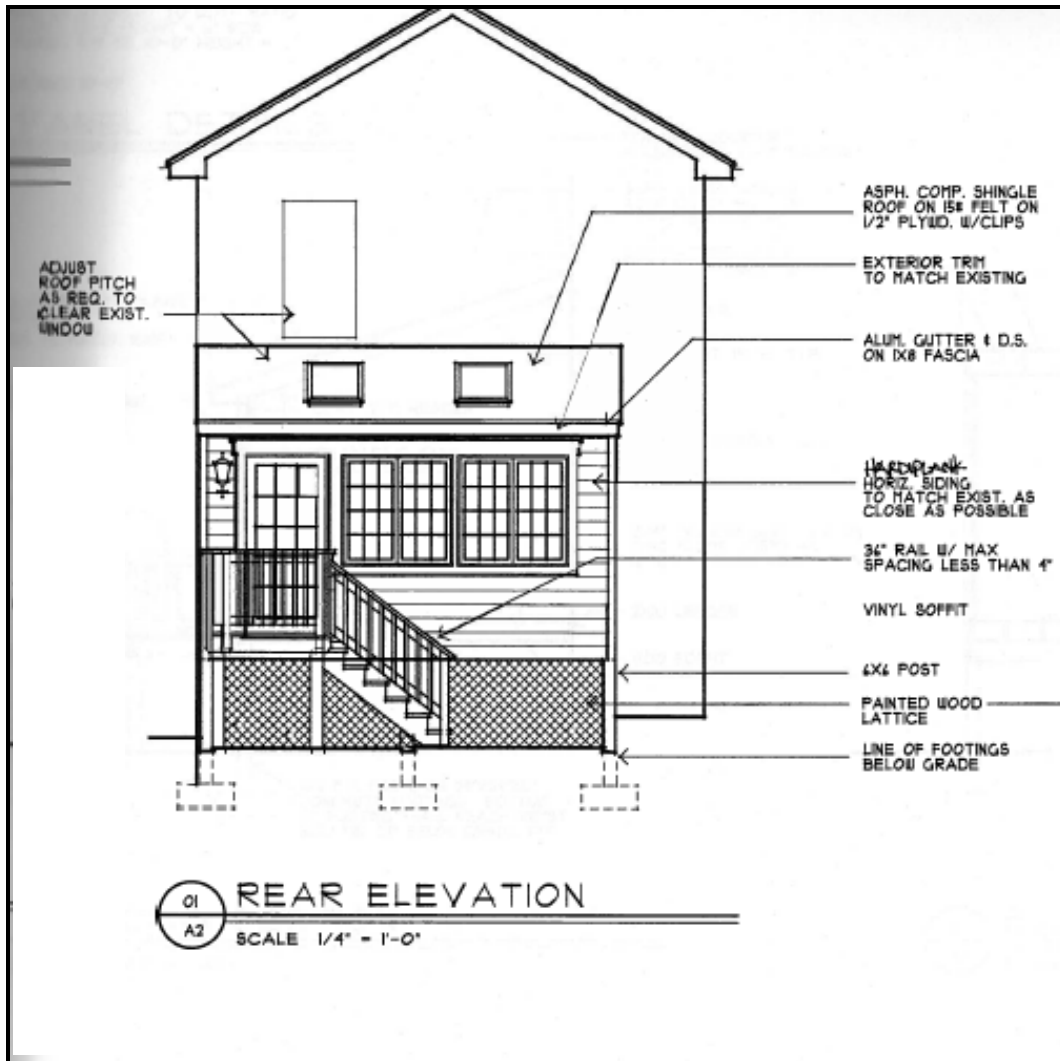 ASPH. COMP. SHINGLE
ROOF ON 15# FELT ON
1/2" PLYWD. W/CLIPS
EXTERIOR TRIM
TO MATCH EXISTING
ADJUST
ROOF PITCH
AS REQ. TO
CLEAR EXIST.
WINDOW
ALUM. GUTTER & D.S.
ON 1X8 FASCIA
HARDIPLANK
HORIZ. SIDING
TO MATCH EXIST. AS
CLOSE AS POSSIBLE
36" RAIL W/ MAX
SPACING LESS THAN 4"
VINYL SOFFIT
6X6 POST
PAINTED WOOD
LATTICE
LINE OF FOOTINGS
BELOW GRADE
01
A2
REAR ELEVATION
SCALE 1/4" = 1'-0"